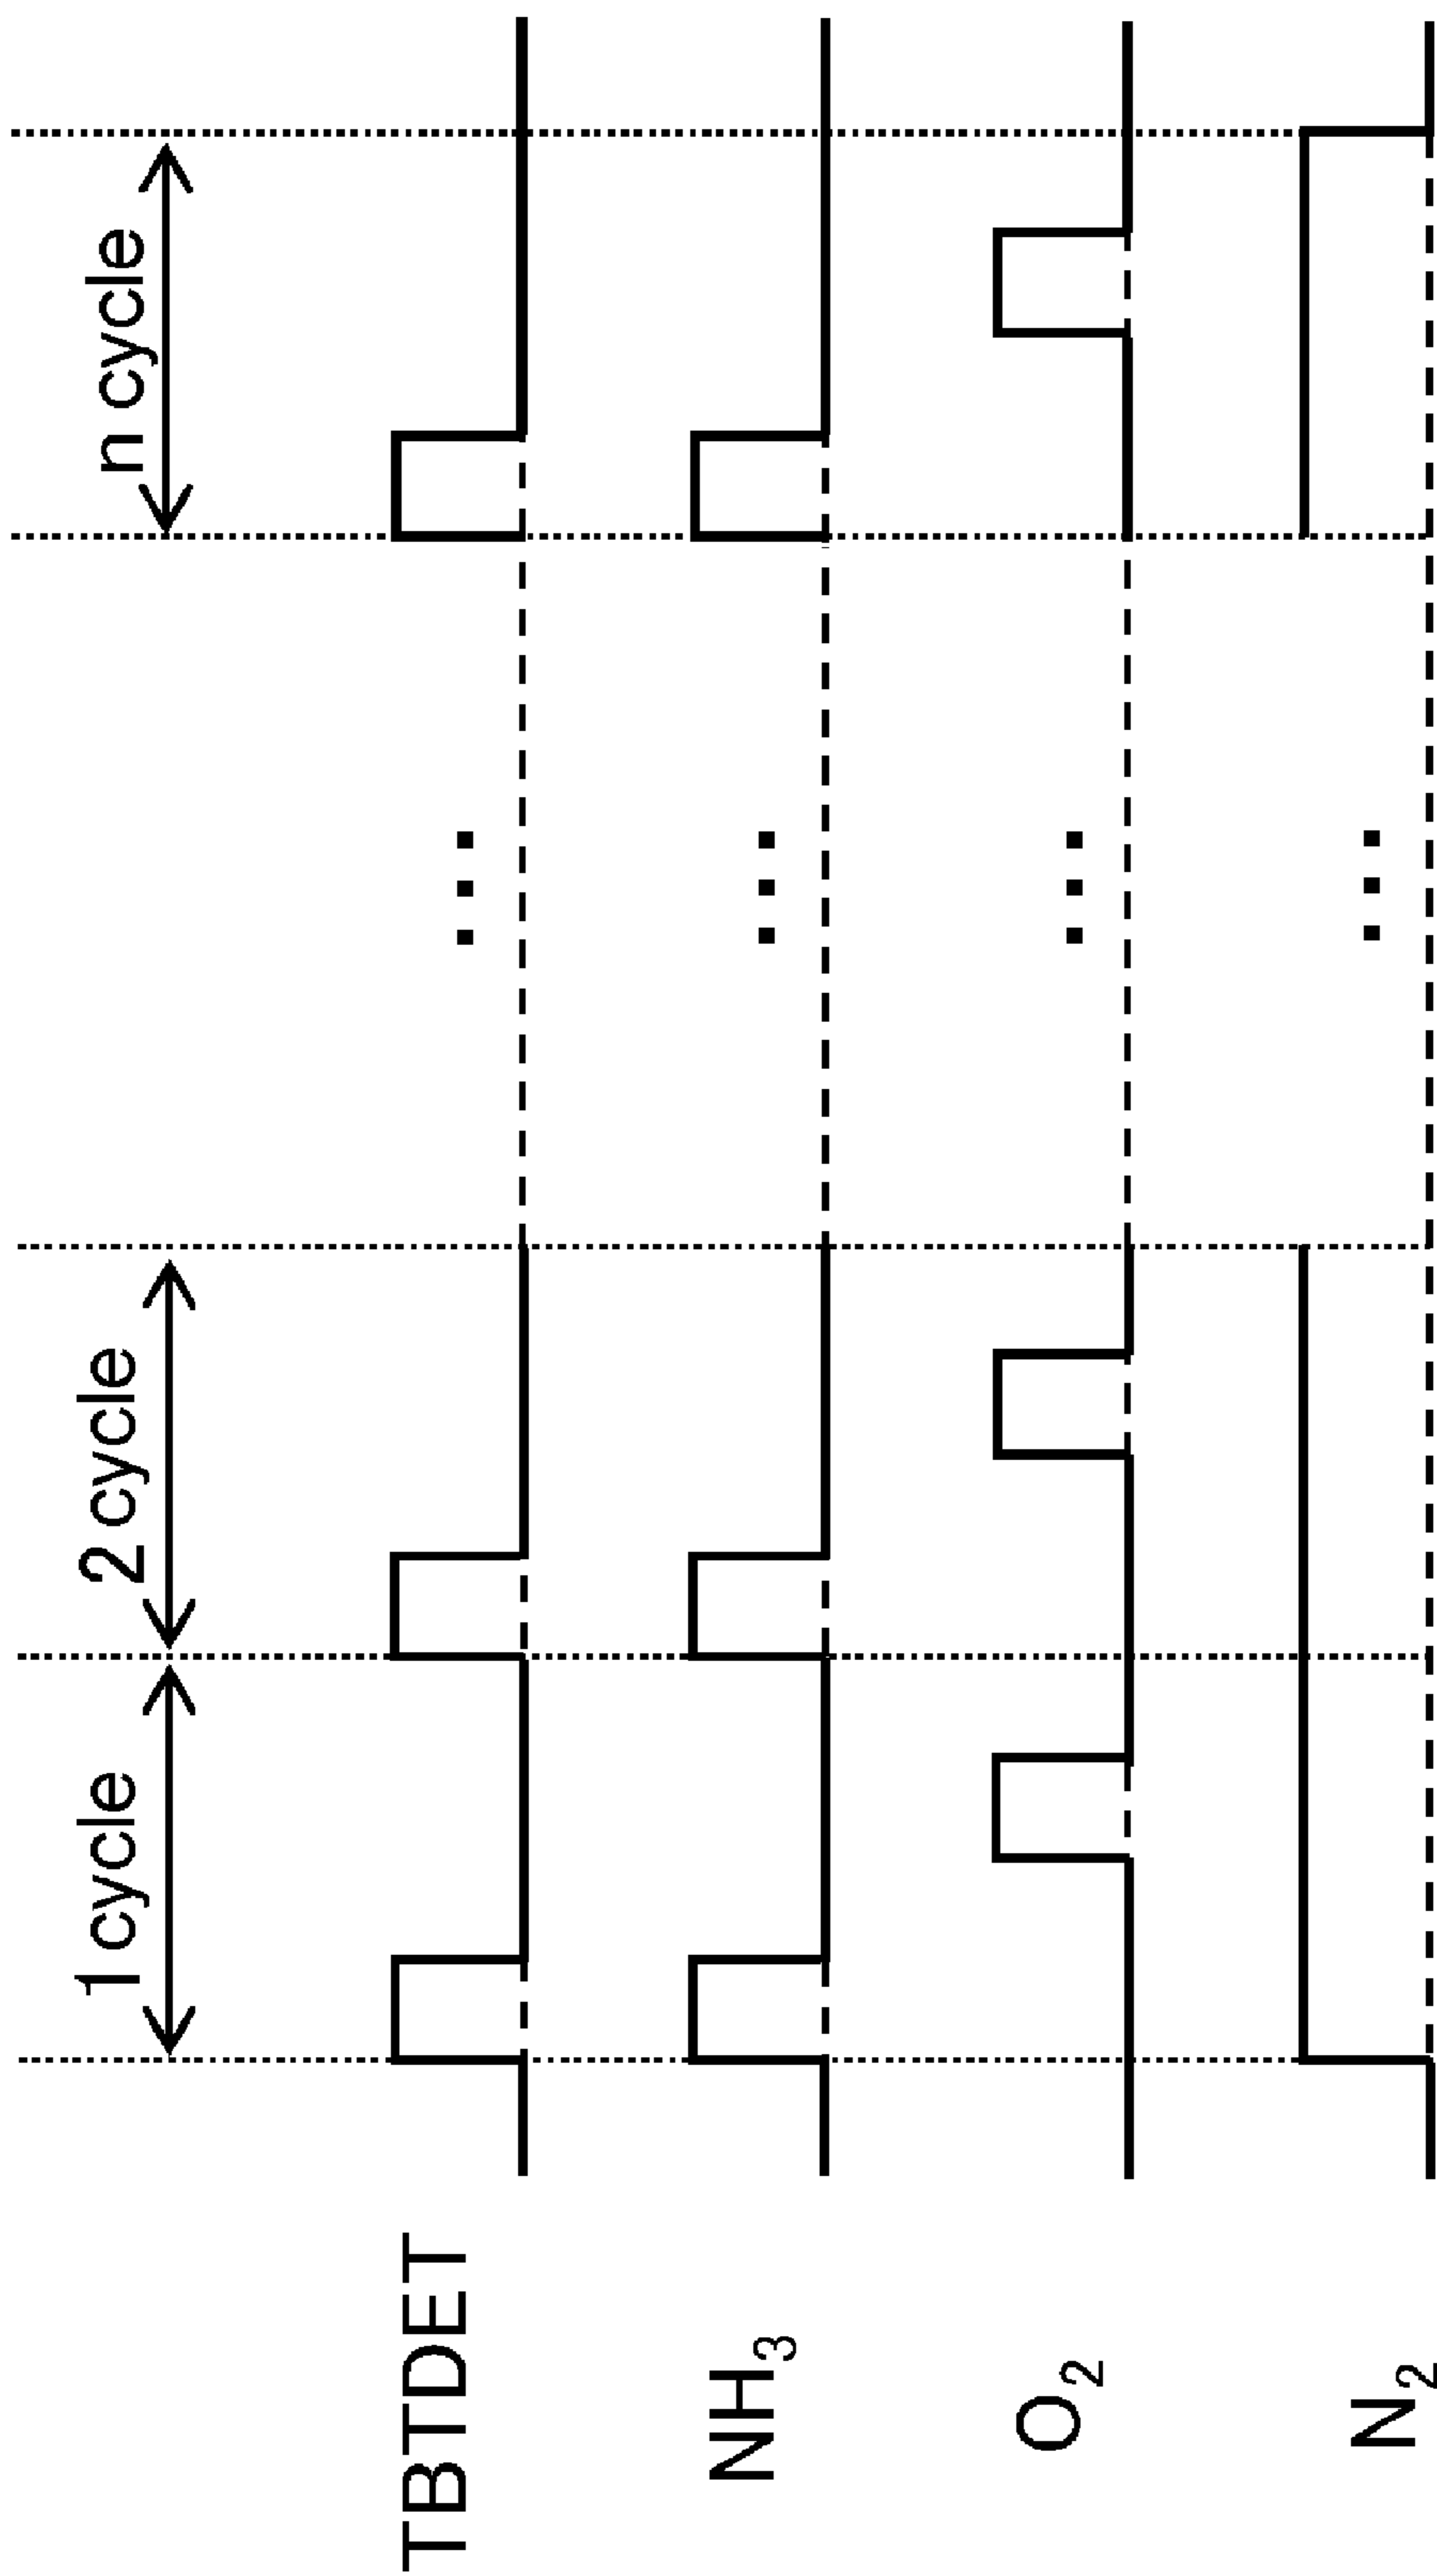 1 cycle
2 cycle
n cycle
TBTDET
...
NH₃
...
O₂
...
N₂
...